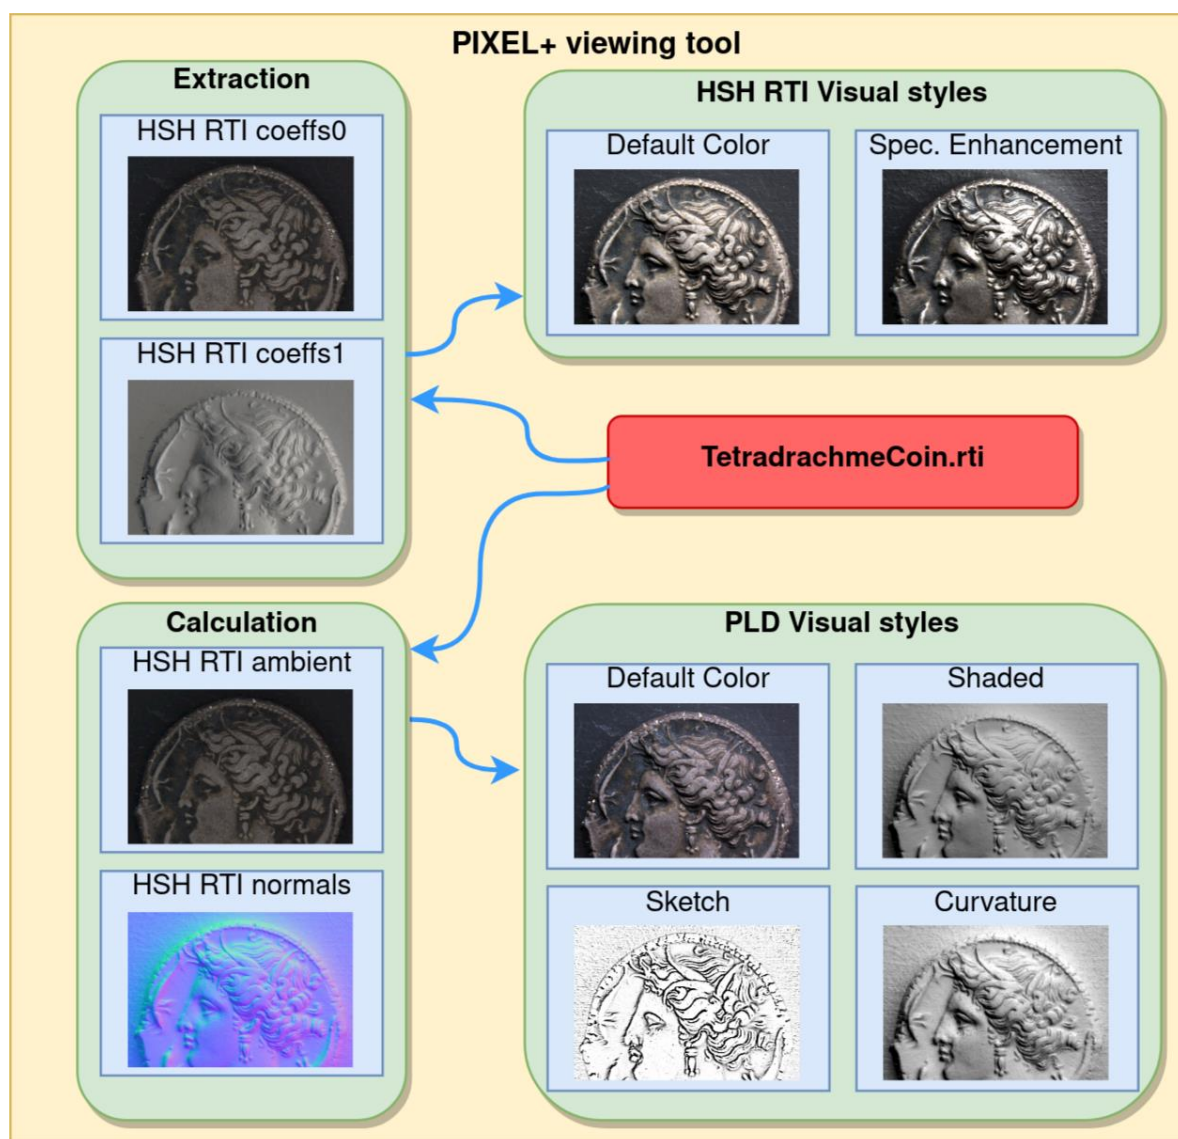 PIXEL+ viewing tool
Extraction
HSH RTI coeffs0
HSH RTI coeffs1
HSH RTI Visual styles
Default Color
Spec. Enhancement
TetradrachmeCoin.rti
Calculation
HSH RTI ambient
HSH RTI normals
PLD Visual styles
Default Color
Shaded
Sketch
Curvature